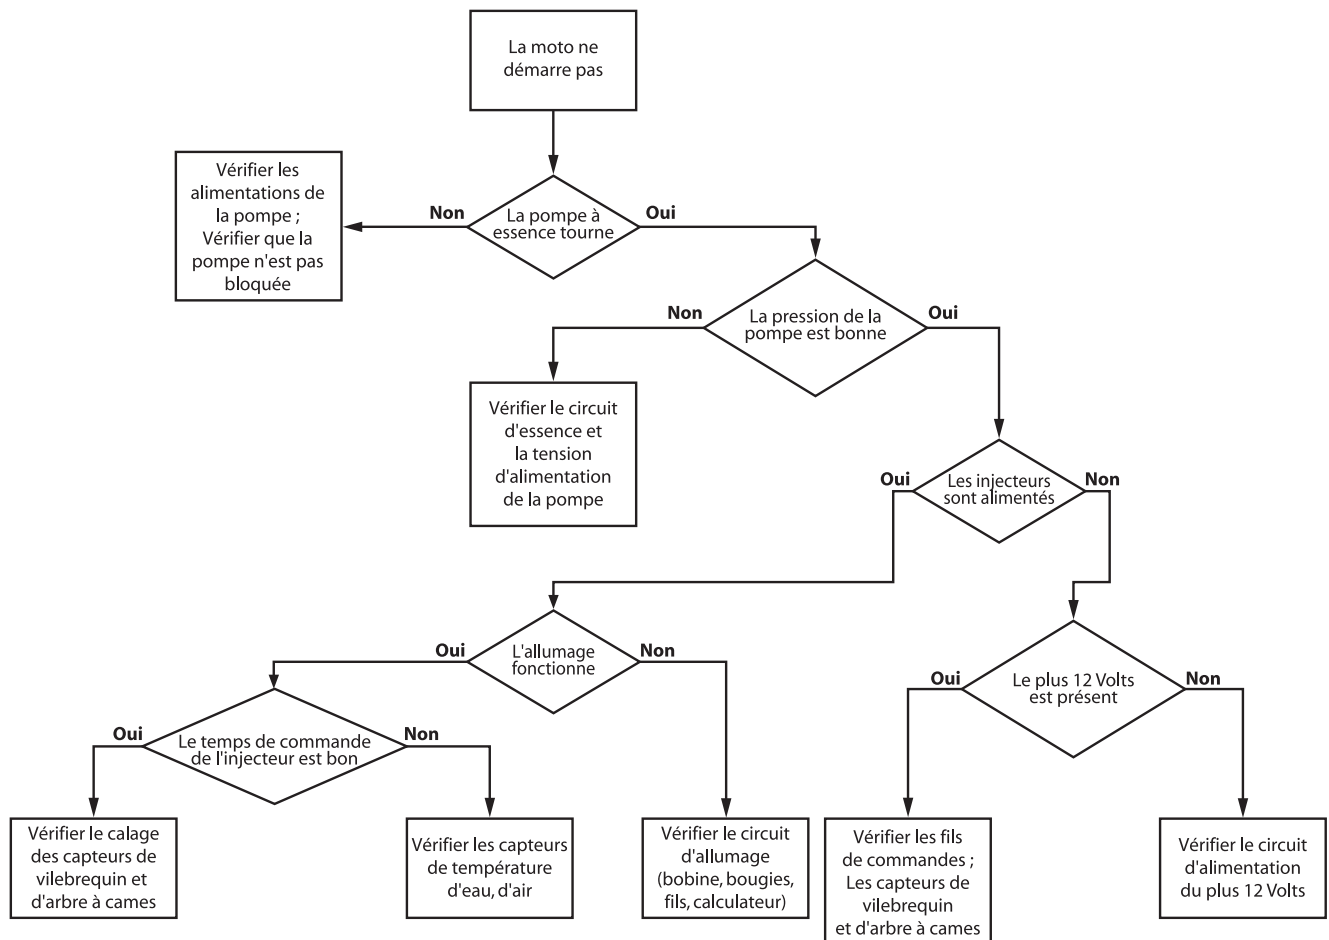 La moto ne
démarre pas
Vérifier les
alimentations de
la pompe ;
Vérifier que la
pompe n'est pas
bloquée
Non
La pompe à
essence tourne
Oui
Non
La pression de la
pompe est bonne
Oui
Vérifier le circuit
d'essence et
la tension
d'alimentation
de la pompe
Oui
Les injecteurs
sont alimentés
Non
Oui
L'allumage
fonctionne
Non
Oui
Le plus 12 Volts
est présent
Non
Oui
Le temps de commande
de l'injecteur est bon
Non
Vérifier le calage
des capteurs de
vilebrequin et
d'arbre à cames
Vérifier les capteurs
de température
d'eau, d'air
Vérifier le circuit
d'allumage
(bobine, bougies,
fils, calculateur)
Vérifier les fils
de commandes ;
Les capteurs de
vilebrequin
et d'arbre à cames
Vérifier le circuit
d'alimentation
du plus 12 Volts